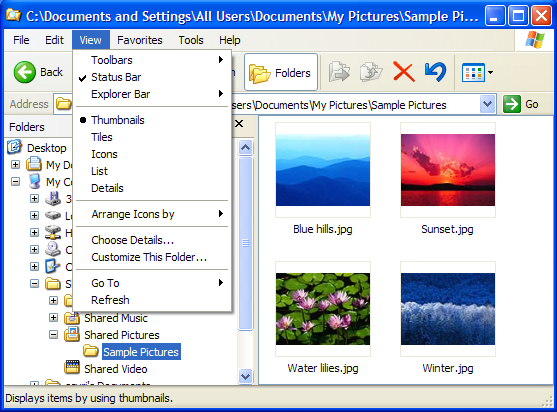 C:\Documents and Settings\All Users\Documents\My Pictures\Sample Pi...
File Edit View Favorites Tools Help
Back Folders
Address sers\Documents\My Pictures\Sample Pictures Go
Toolbars
Status Bar
Explorer Bar
Thumbnails
Tiles
Icons
List
Details
Arrange Icons by
Choose Details...
Customize This Folder...
Go To
Refresh
Folders
Desktop
My Do
My Co
3
Lo
H
C
C
S
Shared Music
Shared Pictures
Sample Pictures
Shared Video
Documents
Blue hills.jpg
Sunset.jpg
Water lilies.jpg
Winter.jpg
Displays items by using thumbnails.